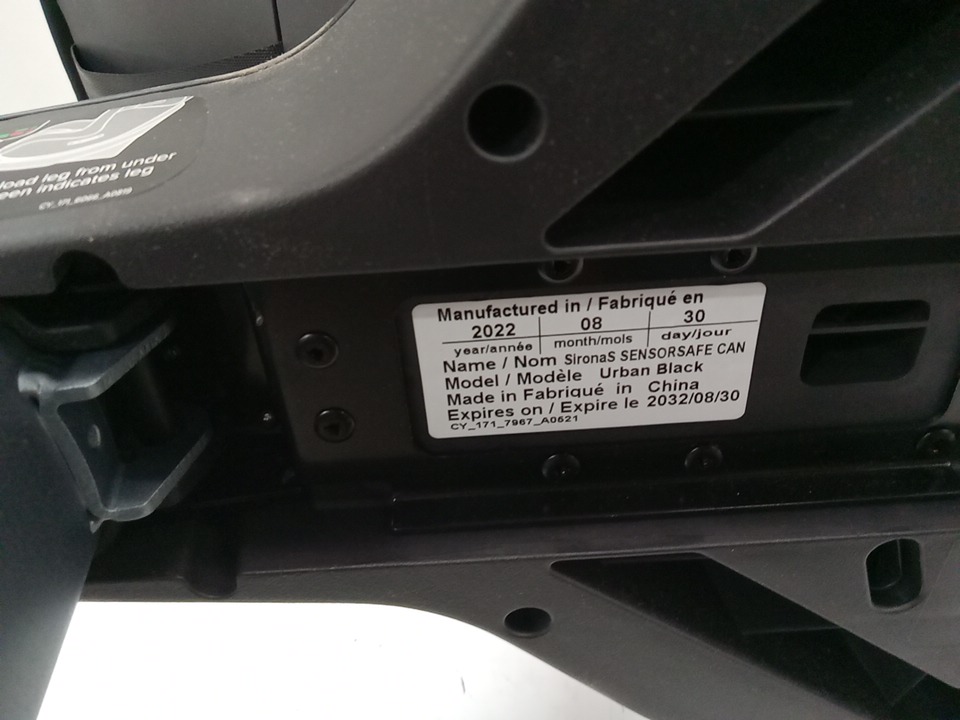 load leg from under
een indicates leg
CY_171_6066_A0819
Manufactured in / Fabriqué en
2022 08 30
year/année month/mois day/jour
Name / Nom SironaS SENSORSAFE CAN
Model / Modèle Urban Black
Made in Fabriqué in China
Expires on / Expire le 2032/08/30
CY_171_7967_A0621